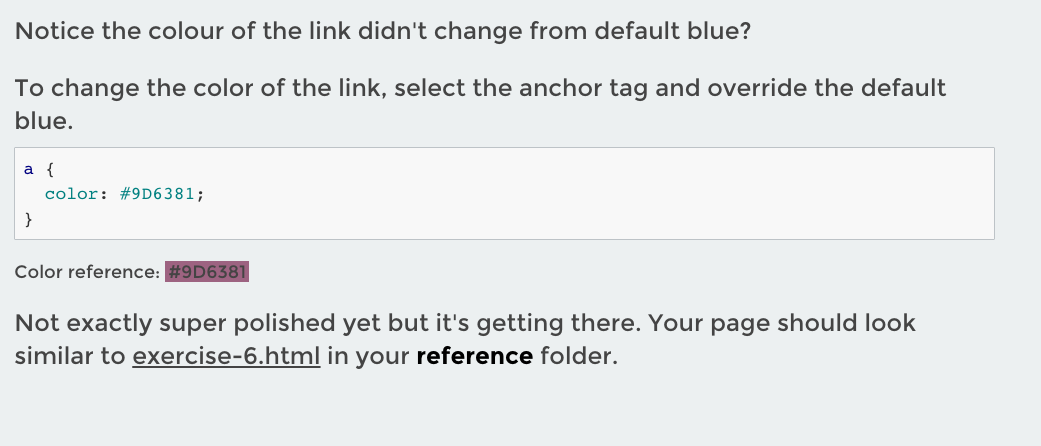 Notice the colour of the link didn't change from default blue?
To change the color of the link, select the anchor tag and override the default
blue.
a {
  color: #9D6381;
}
Color reference: #9D6381
Not exactly super polished yet but it's getting there. Your page should look
similar to exercise-6.html in your reference folder.